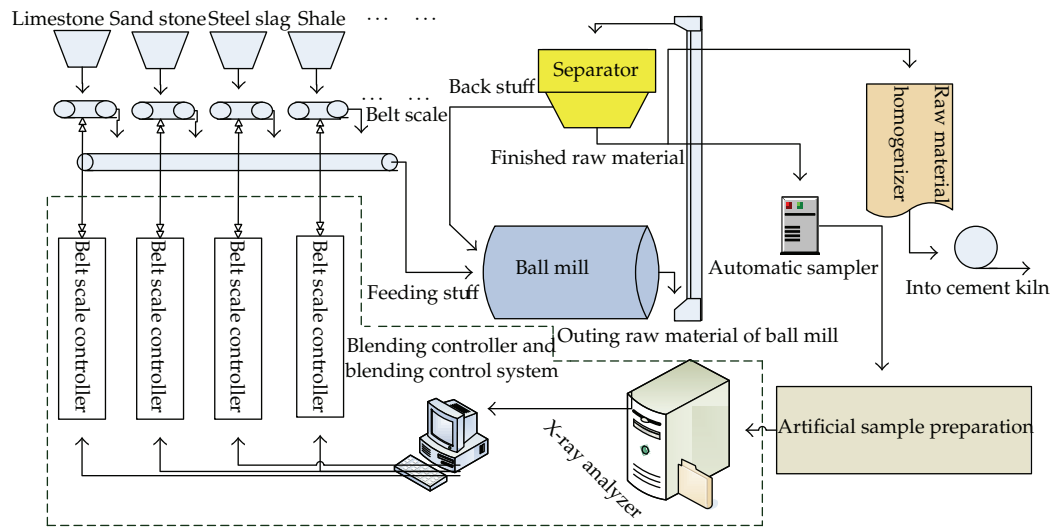 Limestone Sand stone Steel slag Shale ... ...
... ...
Belt scale
Back stuff
Separator
Finished raw material
Raw material
homogenizer
Automatic sampler
Into cement kiln
Ball mill
Feeding stuff
Outing raw material of ball mill
Belt scale controller
Belt scale controller
Belt scale controller
Belt scale controller
Blending controller and
blending control system
X-ray analyzer
Artificial sample preparation